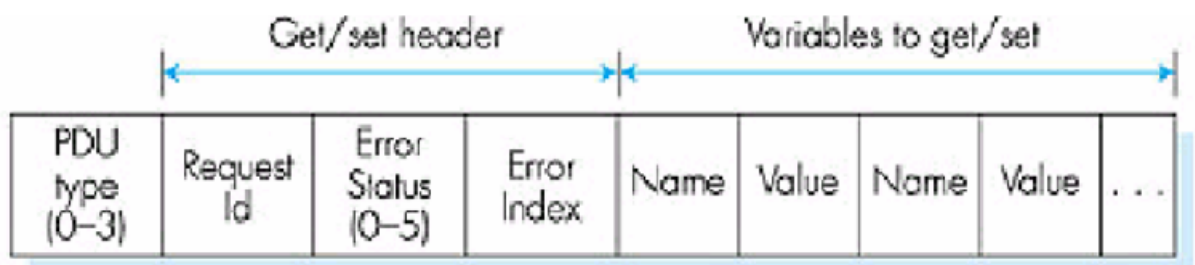 Get/set header
Variables to get/set
PDU
type
(0–3)
Request
Id
Error
Status
(0–5)
Error
Index
Name
Value
Name
Value
. . .